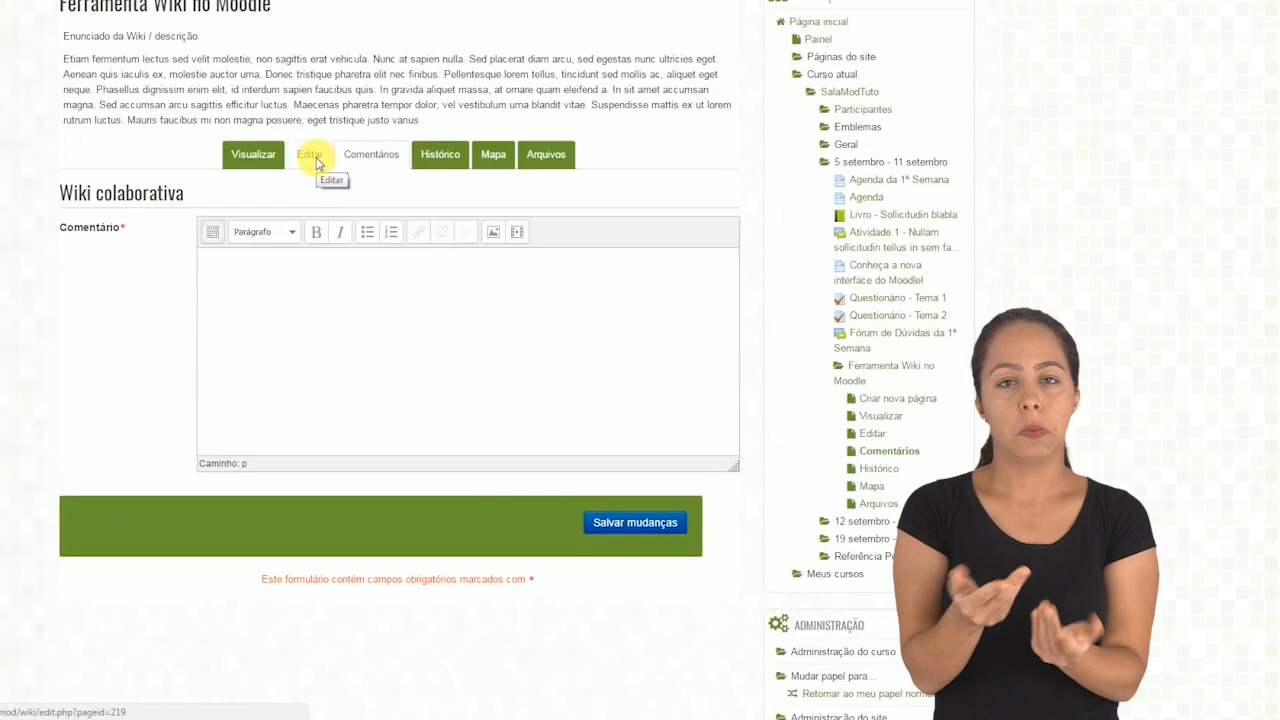 Ferramenta Wiki no Moodle
Enunciado da Wiki / descrição.
Etiam fermentum lectus sed velit molestie, non sagittis erat vehicula. Nunc at sapien nulla. Sed placerat diam arcu, sed egestas nunc ultricies eget.
Aenean quis iaculis ex, molestie auctor urna. Donec tristique pharetra elit nec finibus. Pellentesque lorem tellus, tincidunt sed mollis ac, aliquet eget
neque. Phasellus dignissim enim elit, id interdum sapien faucibus quis. In gravida aliquet massa, at ornare quam eleifend a. In sit amet accumsan
magna. Sed accumsan arcu sagittis efficitur luctus. Maecenas pharetra tempor dolor, vel vestibulum urna blandit vitae. Suspendisse mattis ex ut lorem
rutrum luctus. Mauris faucibus mi non magna posuere, eget tristique justo varius.
Visualizar
Editar
Comentários
Histórico
Mapa
Arquivos
Editar
Wiki colaborativa
Comentário*
Parágrafo
B
I
Caminho: p
Salvar mudanças
Este formulário contém campos obrigatórios marcados com *
mod/wiki/edit.php?pageid=219
Página inicial
Painel
Páginas do site
Curso atual
SalaModTuto
Participantes
Emblemas
Geral
5 setembro - 11 setembro
Agenda da 1ª Semana
Agenda
Livro - Sollicitudin blabla
Atividade 1 - Nullam
sollicitudin tellus in sem fa...
Conheça a nova
interface do Moodle!
Questionário - Tema 1
Questionário - Tema 2
Fórum de Dúvidas da 1ª
Semana
Ferramenta Wiki no
Moodle
Criar nova página
Visualizar
Editar
Comentários
Histórico
Mapa
Arquivos
12 setembro -
19 setembro -
Referência
Meus cursos
ADMINISTRAÇÃO
Administração do curso
Mudar papel para...
Retornar ao meu papel
Administração do site